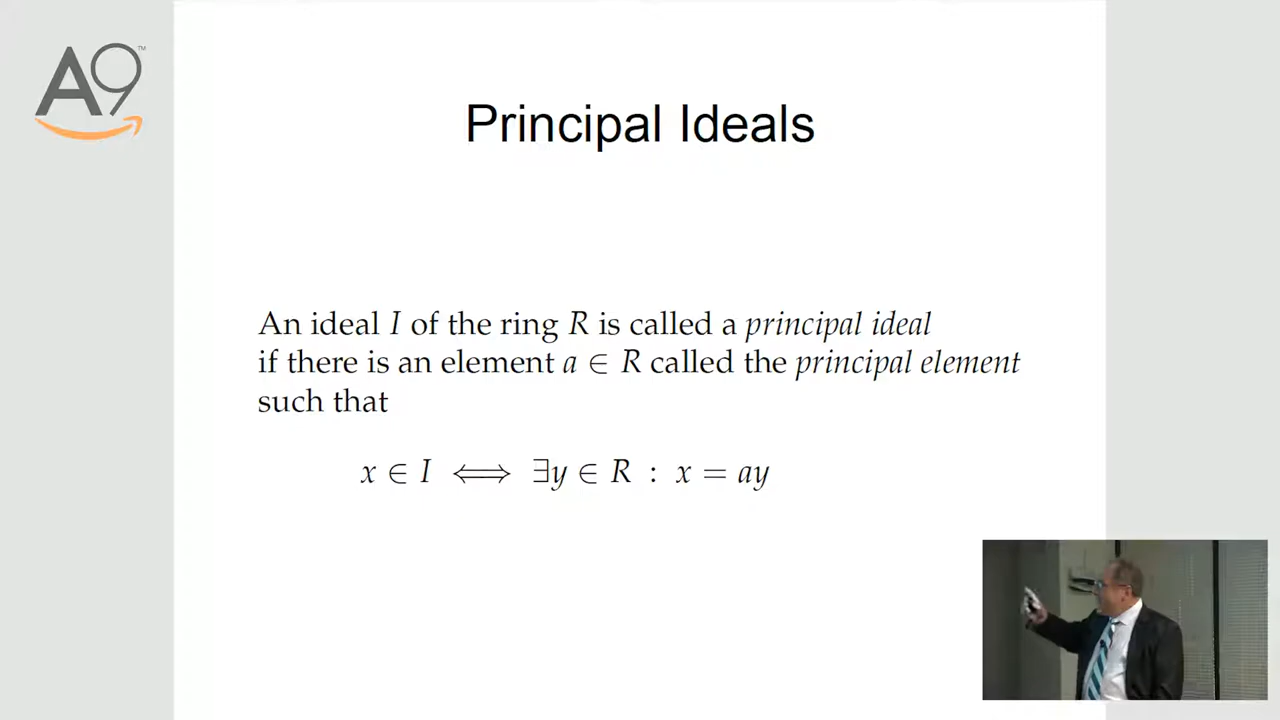 A9™
Principal Ideals
An ideal I of the ring R is called a principal ideal
if there is an element a ∈ R called the principal element
such that
x ∈ I ⟺ ∃y ∈ R : x = ay